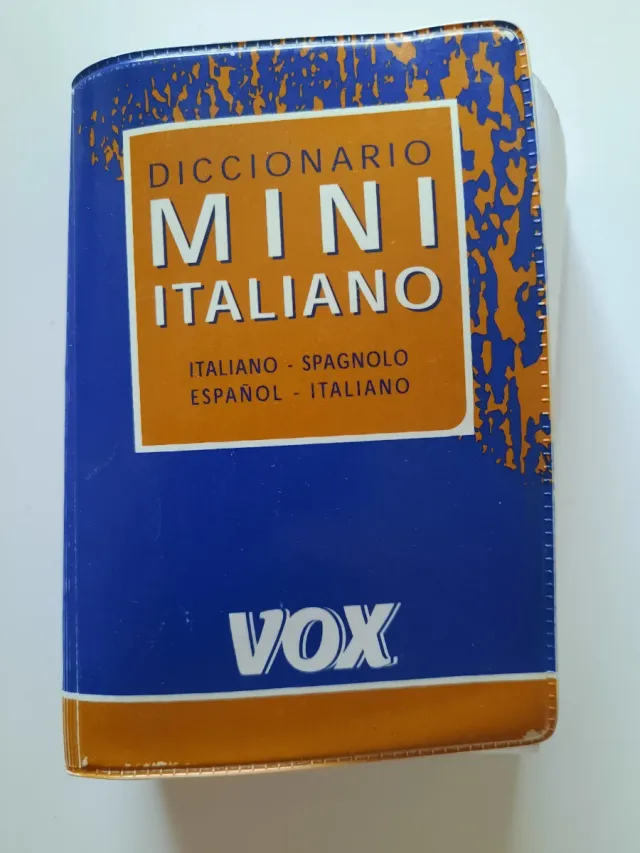 DICCIONARIO
MINI
ITALIANO
ITALIANO - SPAGNOLO
ESPAÑOL - ITALIANO
VOX